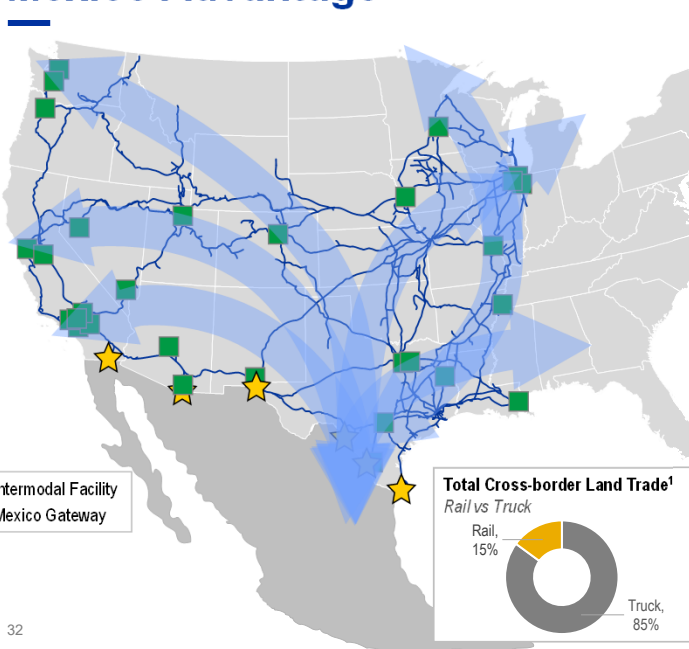 ntermodal Facility
Mexico Gateway
Total Cross-border Land Trade¹
Rail vs Truck
Rail,
15%
Truck,
85%
32